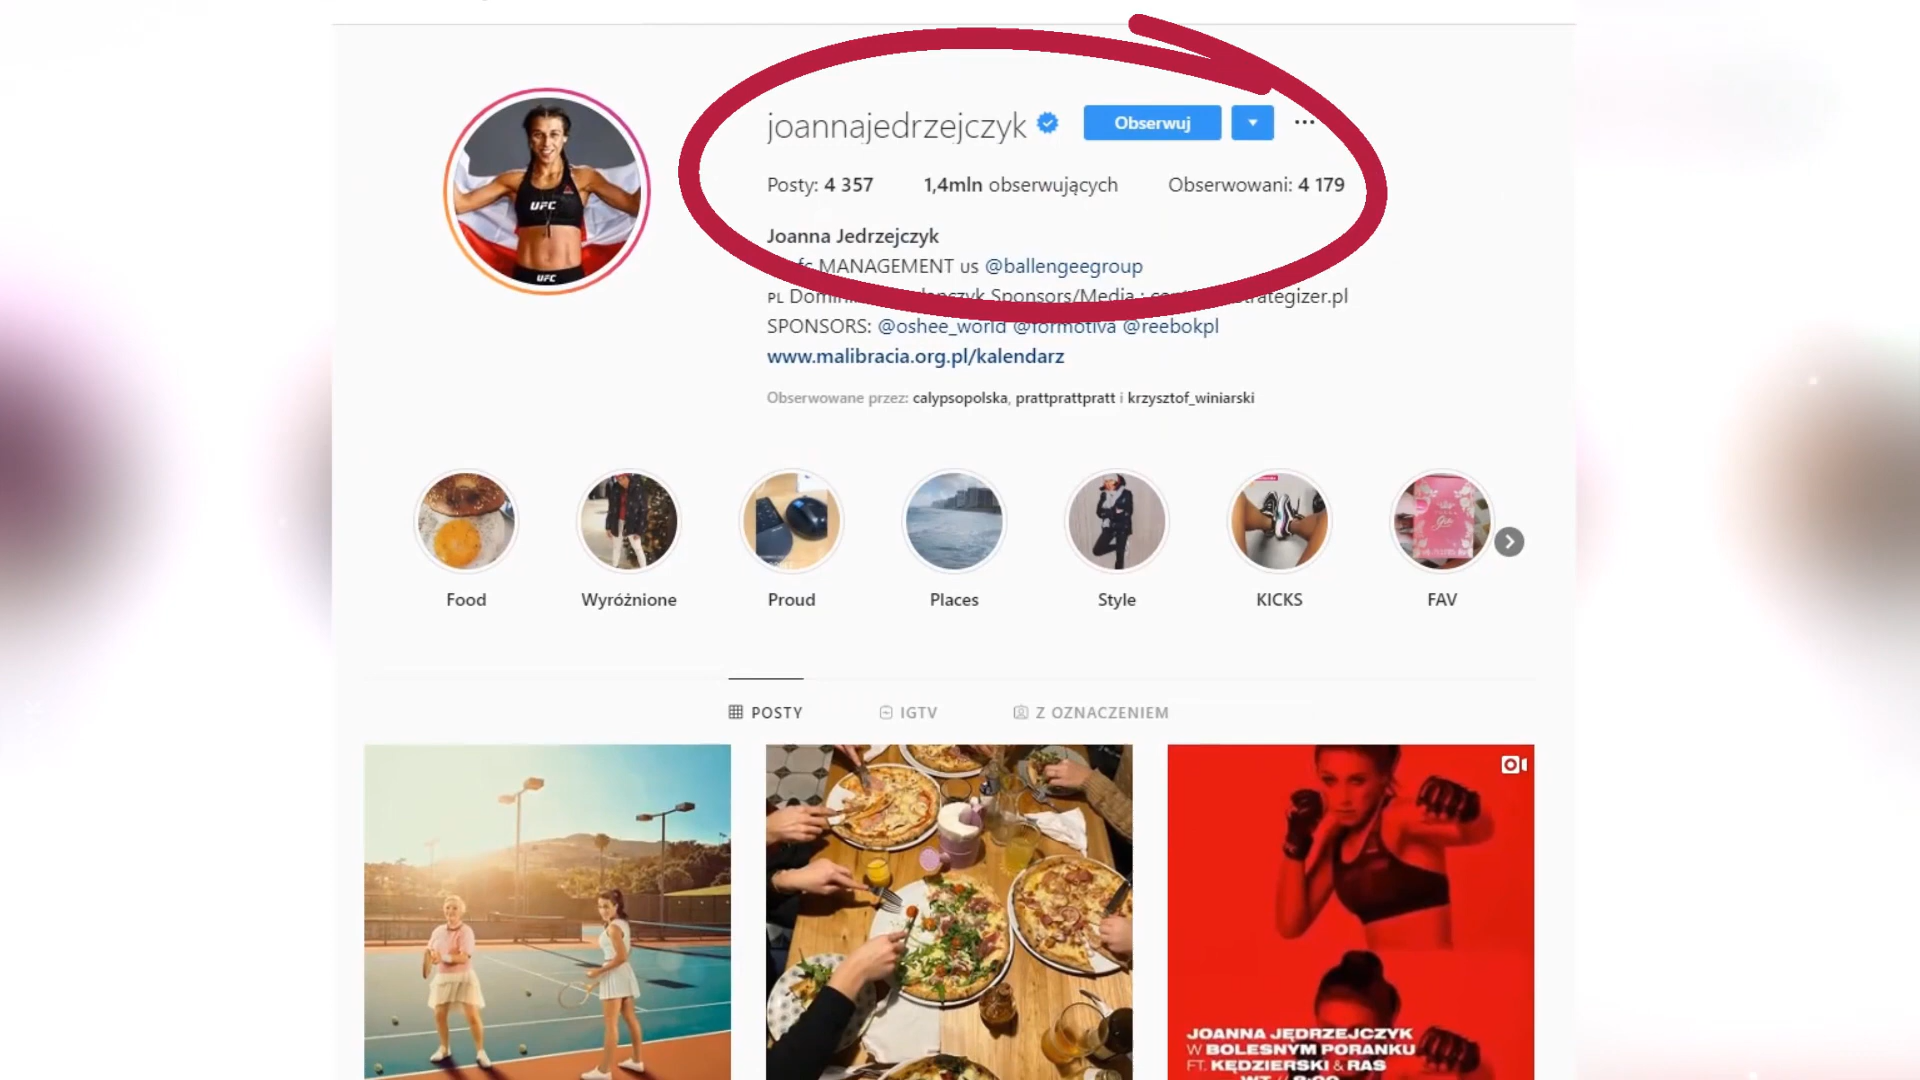 joannajedrzejczyk Obserwuj
Posty: 4 357 1,4mln obserwujących Obserwowani: 4 179
UFC
UFC
Joanna Jedrzejczyk
MANAGEMENT us @ballengeegroup
PL Sponsors/Media :
SPONSORS: @oshee_world @formotiva @reebokpl
www.malibracia.org.pl/kalendarz
Obserwowane przez: calypsopolska, prattprattpratt i krzysztof_winiarski
Food Wyróżnione Proud Places Style KICKS FAV
POSTY IGTV Z OZNACZENIEM
JOANNA JĘDRZEJCZYK
W BOLESNYM PORANKU
FT. KĘDZIERSKI & RAS